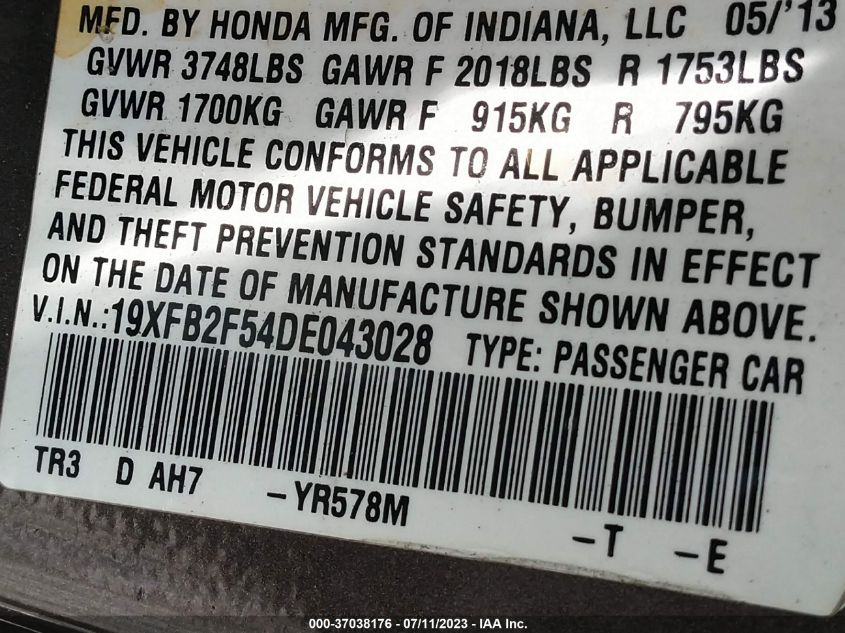 MFD. BY HONDA MFG. OF INDIANA, LLC 05/'13
GVWR 3748LBS GAWR F 2018LBS R 1753LBS
GVWR 1700KG GAWR F 915KG R 795KG
THIS VEHICLE CONFORMS TO ALL APPLICABLE
FEDERAL MOTOR VEHICLE SAFETY, BUMPER,
AND THEFT PREVENTION STANDARDS IN EFFECT
ON THE DATE OF MANUFACTURE SHOWN ABOVE.
V.I.N.:19XFB2F54DE043028 TYPE: PASSENGER CAR
TR3 D AH7 -YR578M -T -E
000-37038176 - 07/11/2023 - IAA Inc.